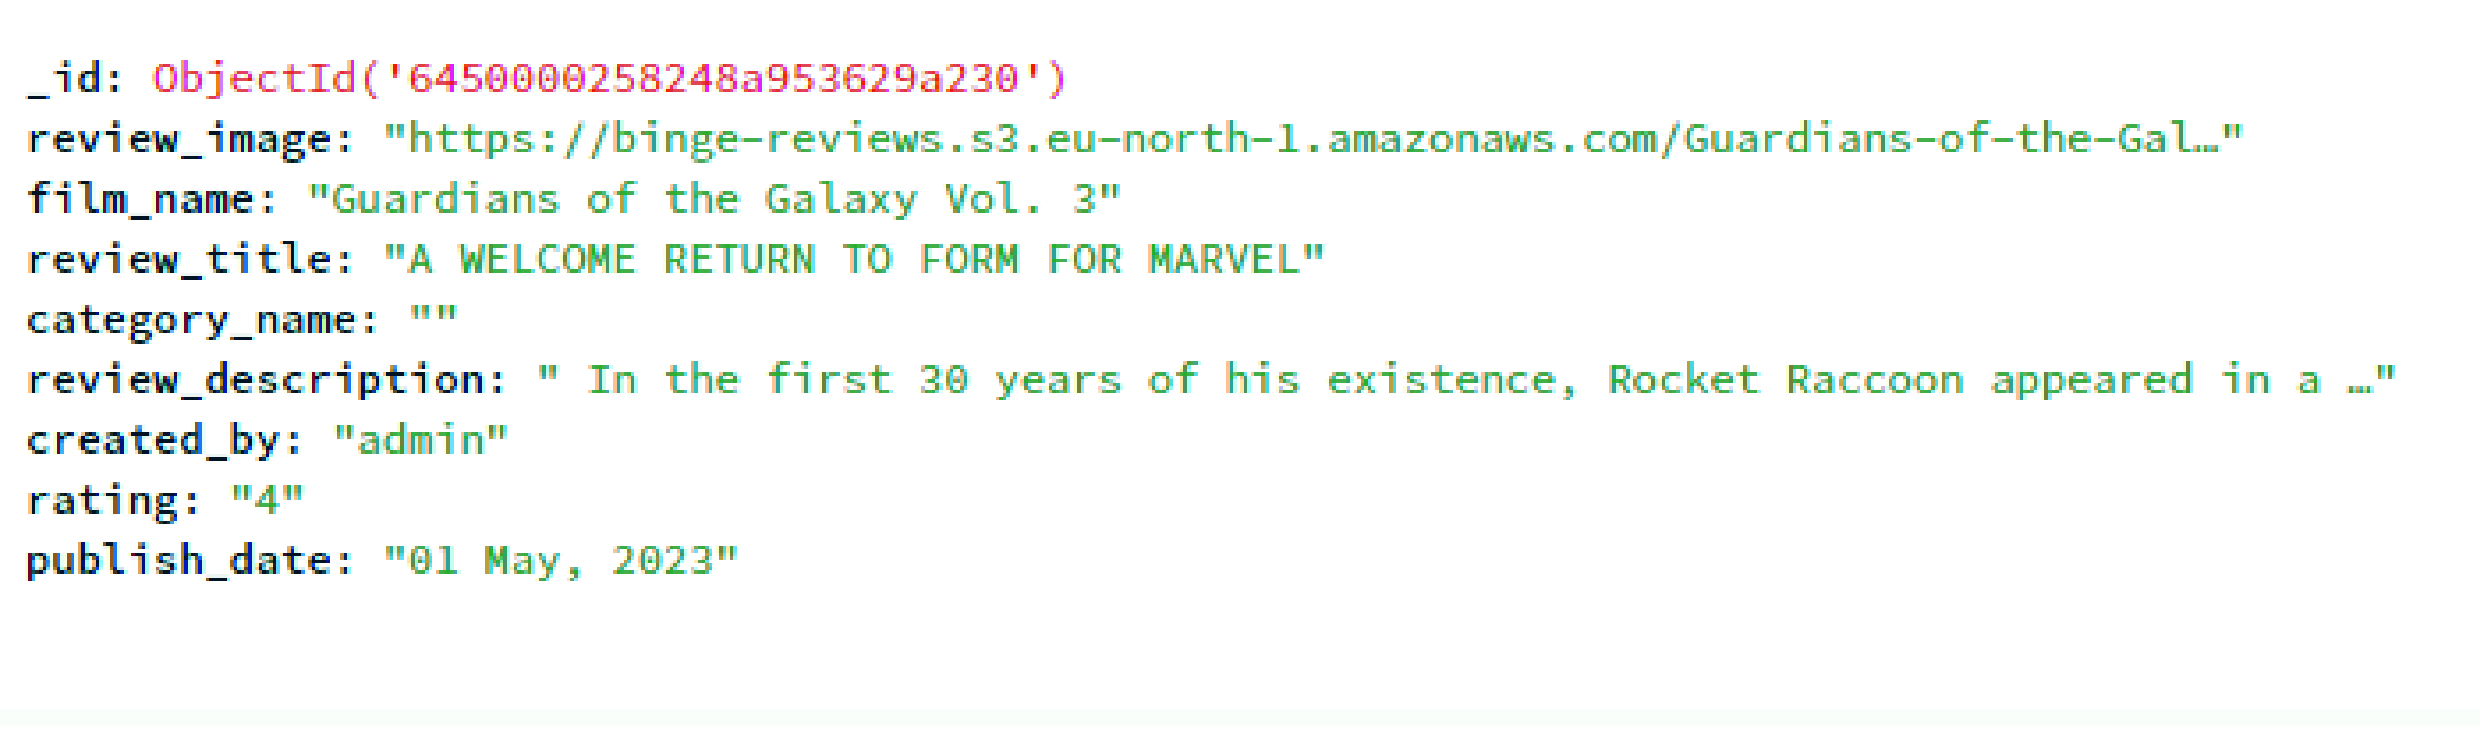 _id: ObjectId('6450000258248a953629a230')
review_image: "https://binge-reviews.s3.eu-north-1.amazonaws.com/Guardians-of-the-Gal…"
film_name: "Guardians of the Galaxy Vol. 3"
review_title: "A WELCOME RETURN TO FORM FOR MARVEL"
category_name: ""
review_description: " In the first 30 years of his existence, Rocket Raccoon appeared in a …"
created_by: "admin"
rating: "4"
publish_date: "01 May, 2023"